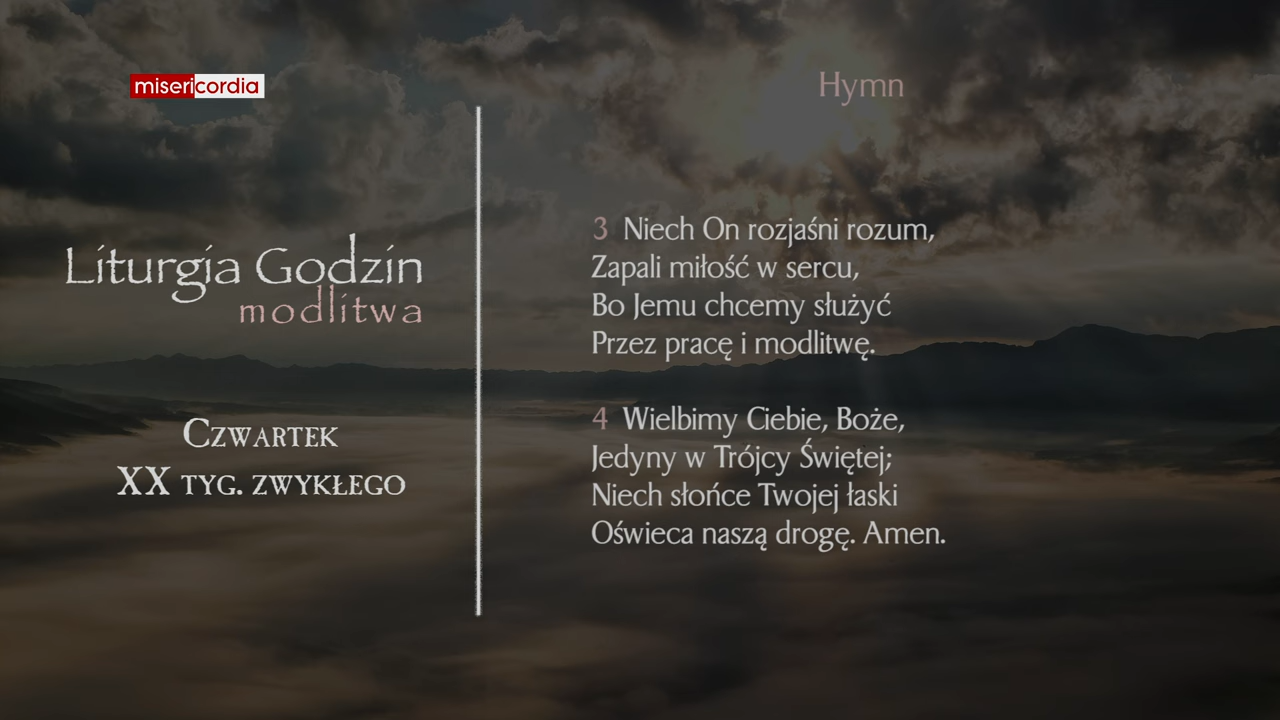 misericordia
Liturgia Godzin
modlitwa
Czwartek
XX tyg. zwykłego
Hymn
3 Niech On rozjaśni rozum,
Zapali miłość w sercu,
Bo Jemu chcemy służyć
Przez pracę i modlitwę.
4 Wielbimy Ciebie, Boże,
Jedyny w Trójcy Świętej;
Niech słońce Twojej łaski
Oświeca naszą drogę. Amen.